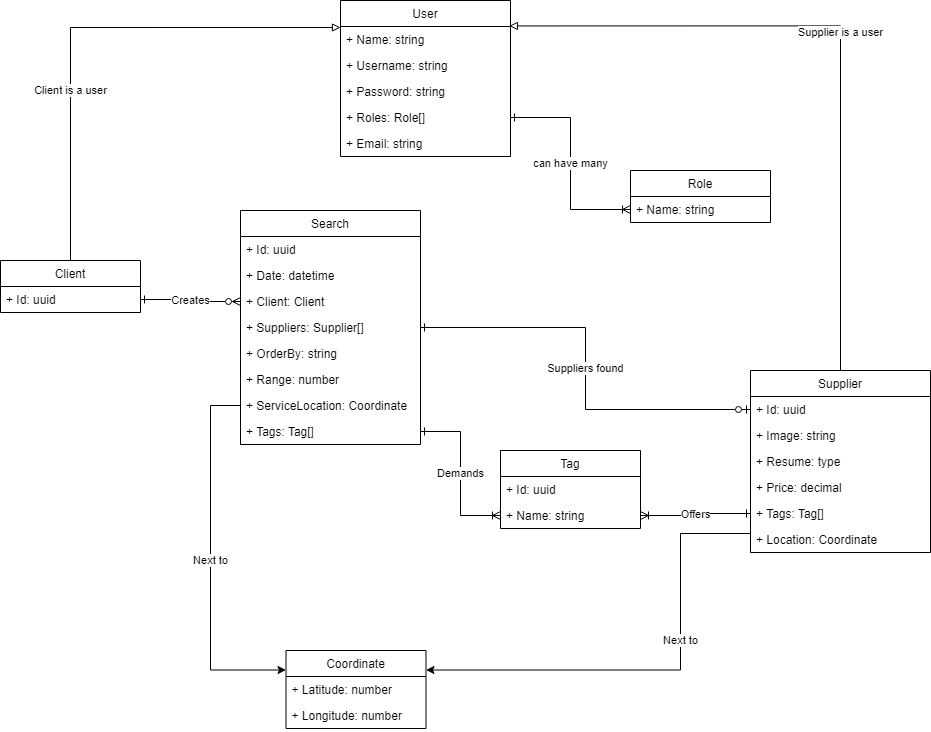 User
+ Name: string
+ Username: string
+ Password: string
+ Roles: Role[]
+ Email: string
Supplier is a user
Client is a user
can have many
Role
+ Name: string
Search
+ Id: uuid
+ Date: datetime
+ Client: Client
+ Suppliers: Supplier[]
+ OrderBy: string
+ Range: number
+ ServiceLocation: Coordinate
+ Tags: Tag[]
Client
+ Id: uuid
Creates
Suppliers found
Supplier
+ Id: uuid
+ Image: string
+ Resume: type
+ Price: decimal
+ Tags: Tag[]
+ Location: Coordinate
Demands
Tag
+ Id: uuid
+ Name: string
Offers
Next to
Next to
Coordinate
+ Latitude: number
+ Longitude: number